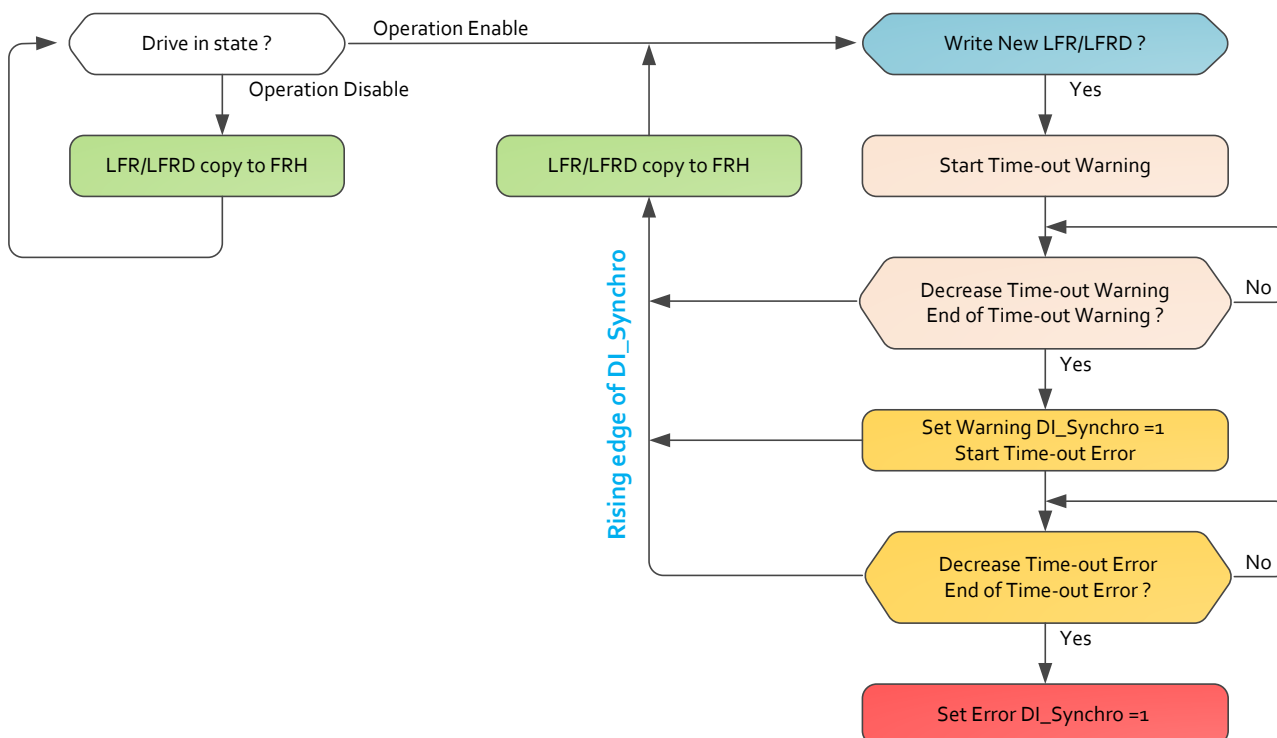 Drive in state ?
Operation Enable
Write New LFR/LFRD ?
Operation Disable
Yes
LFR/LFRD copy to FRH
LFR/LFRD copy to FRH
Start Time-out Warning
Rising edge of DI_Synchro
Decrease Time-out Warning
End of Time-out Warning ?
No
Yes
Set Warning DI_Synchro =1
Start Time-out Error
Decrease Time-out Error
End of Time-out Error ?
No
Yes
Set Error DI_Synchro =1